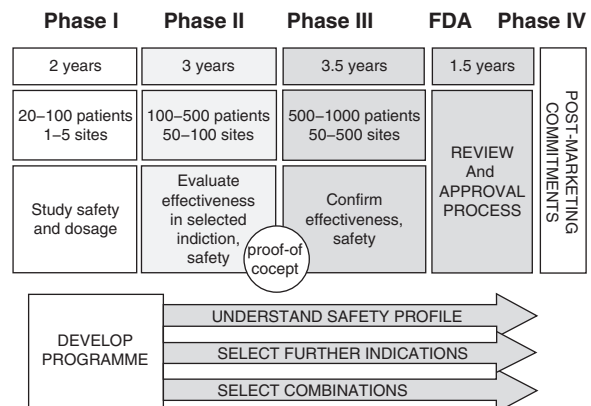 Phase I Phase II Phase III FDA Phase IV
2 years
3 years
3.5 years
1.5 years
20–100 patients
1–5 sites
100–500 patients
50–100 sites
500–1000 patients
50–500 sites
REVIEW
And
APPROVAL
PROCESS
POST-MARKETING
COMMITMENTS
Study safety
and dosage
Evaluate
effectiveness
in selected
indiction,
safety
proof-of
cocept
Confirm
effectiveness,
safety
DEVELOP
PROGRAMME
UNDERSTAND SAFETY PROFILE
SELECT FURTHER INDICATIONS
SELECT COMBINATIONS